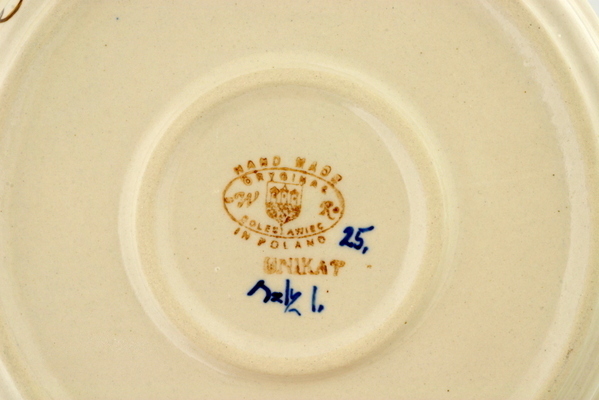 HAND MADE
ORYGINAŁ
W R
BOLESŁAWIEC
IN POLAND
25.
UNIKAT